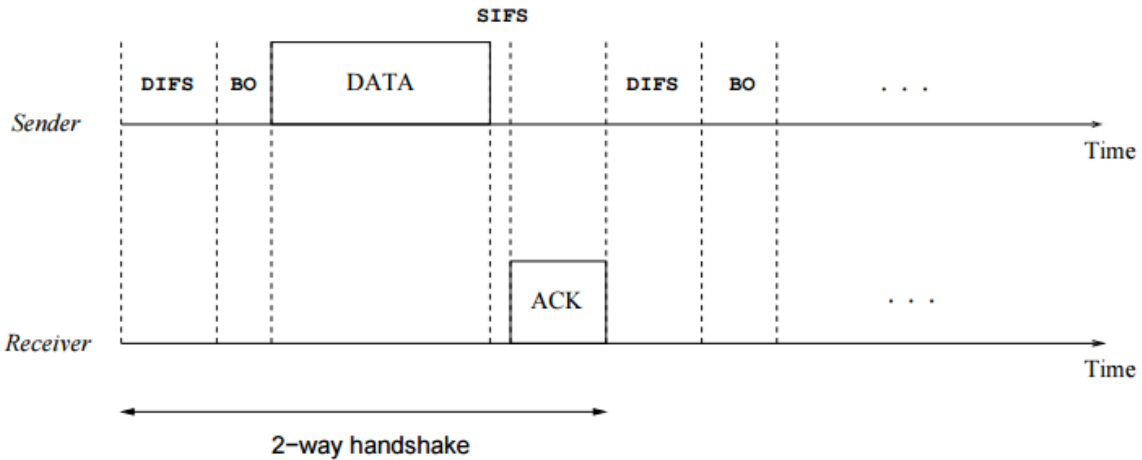 SIFS
DIFS BO DATA DIFS BO . . .
Sender
Time
ACK . . .
Receiver
Time
2-way handshake